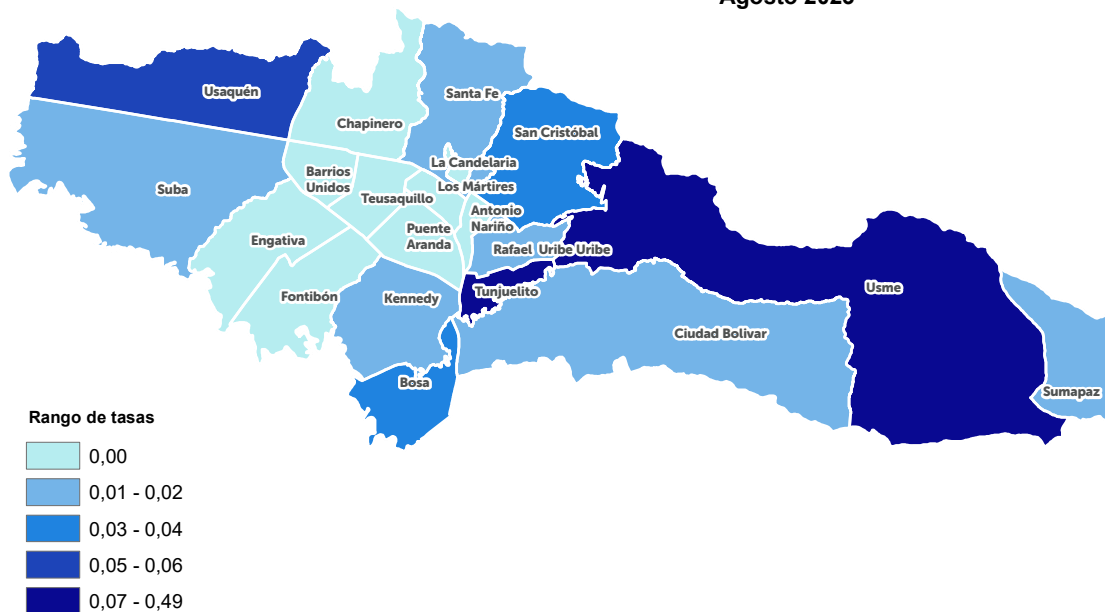 Usaquén
Santa Fe
Chapinero
San Cristóbal
La Candelaria
Barrios
Unidos
Suba
Los Mártires
Teusaquillo
Antonio
Nariño
Puente
Aranda
Engativa
Rafael Uribe Uribe
Usme
Tunjuelito
Fontibón
Kennedy
Ciudad Bolivar
Bosa
Sumapaz
Rango de tasas
0,00
0,01 - 0,02
0,03 - 0,04
0,05 - 0,06
0,07 - 0,49